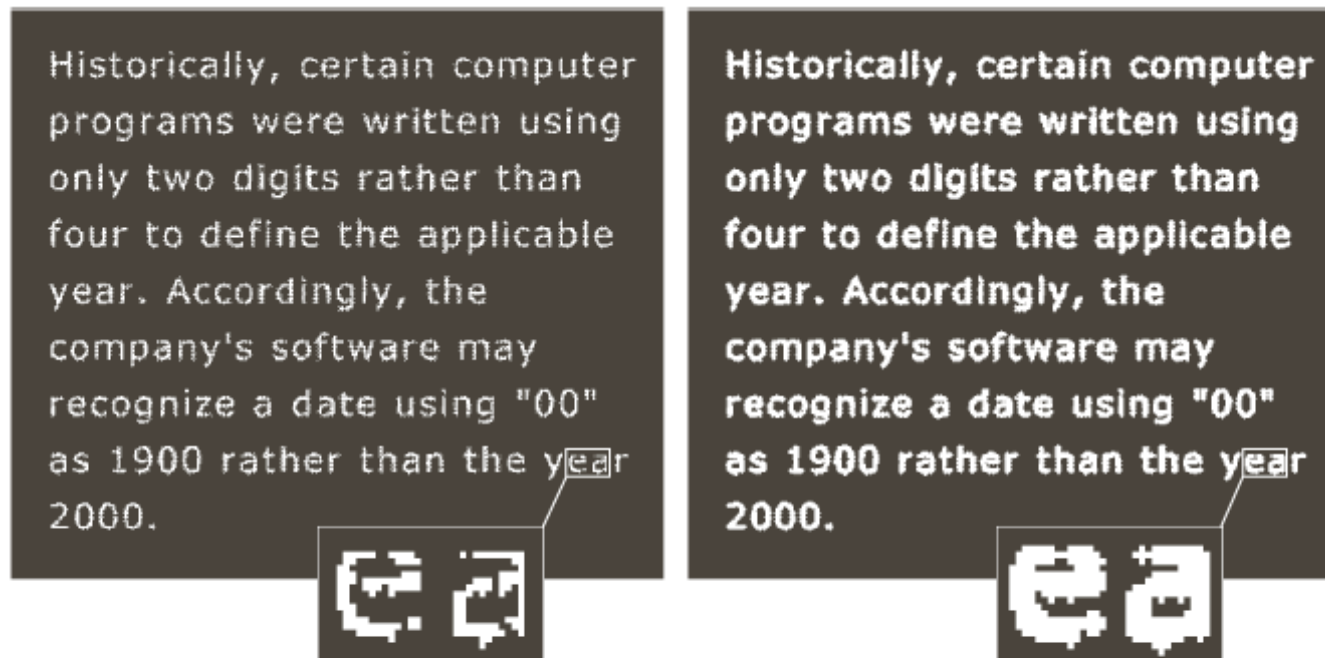 Historically, certain computer
programs were written using
only two digits rather than
four to define the applicable
year. Accordingly, the
company's software may
recognize a date using "00"
as 1900 rather than the year
2000.
ea
Historically, certain computer
programs were written using
only two digits rather than
four to define the applicable
year. Accordingly, the
company's software may
recognize a date using "00"
as 1900 rather than the year
2000.
ea